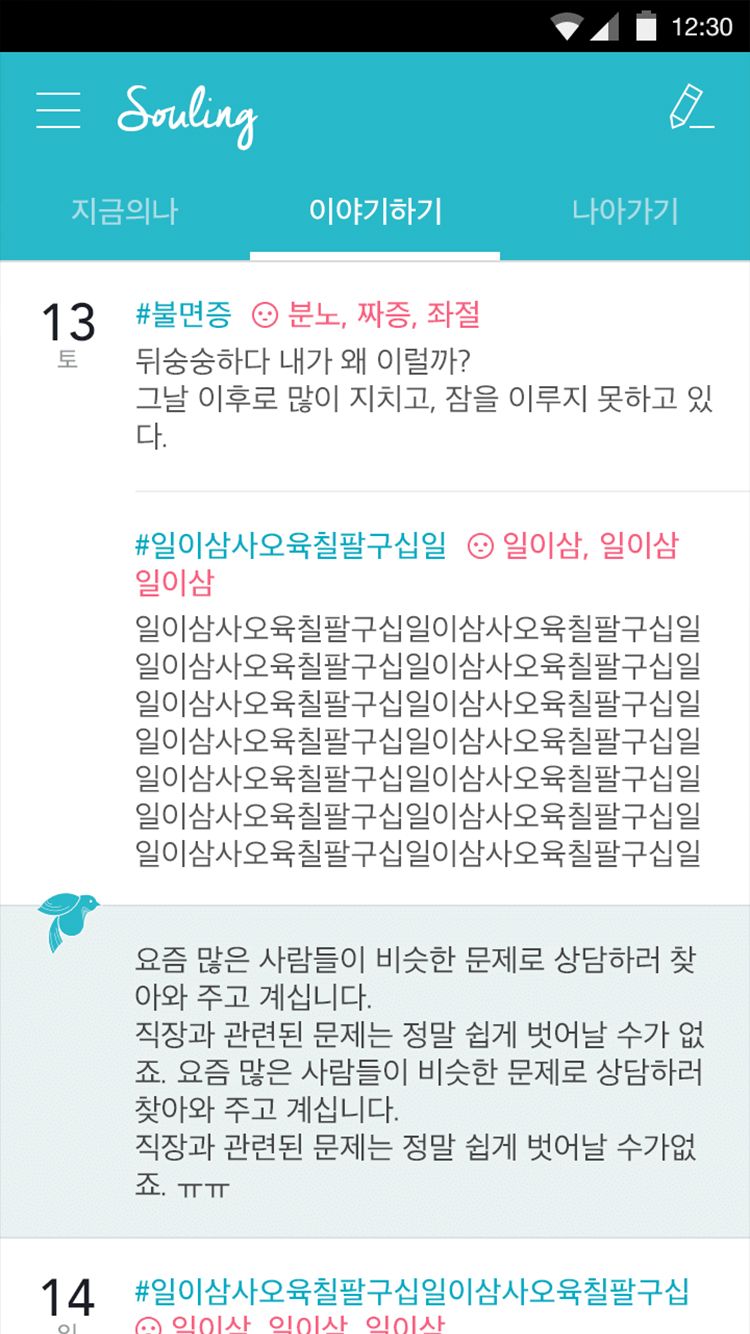 12:30
Souling
지금의나 이야기하기 나아가기
13 #불면증 분노, 짜증, 좌절
토
뒤숭숭하다 내가 왜 이럴까?
그날 이후로 많이 지치고, 잠을 이루지 못하고 있
다.
#일이삼사오육칠팔구십일 일이삼, 일이삼
일이삼
일이삼사오육칠팔구십일이삼사오육칠팔구십일
일이삼사오육칠팔구십일이삼사오육칠팔구십일
일이삼사오육칠팔구십일이삼사오육칠팔구십일
일이삼사오육칠팔구십일이삼사오육칠팔구십일
일이삼사오육칠팔구십일이삼사오육칠팔구십일
일이삼사오육칠팔구십일이삼사오육칠팔구십일
일이삼사오육칠팔구십일이삼사오육칠팔구십일
요즘 많은 사람들이 비슷한 문제로 상담하러 찾
아와 주고 계십니다.
직장과 관련된 문제는 정말 쉽게 벗어날 수가 없
죠. 요즘 많은 사람들이 비슷한 문제로 상담하러
찾아와 주고 계십니다.
직장과 관련된 문제는 정말 쉽게 벗어날 수가없
죠. ㅠㅠ
14 #일이삼사오육칠팔구십일이삼사오육칠팔구십
일 일이삼, 일이삼, 일이삼